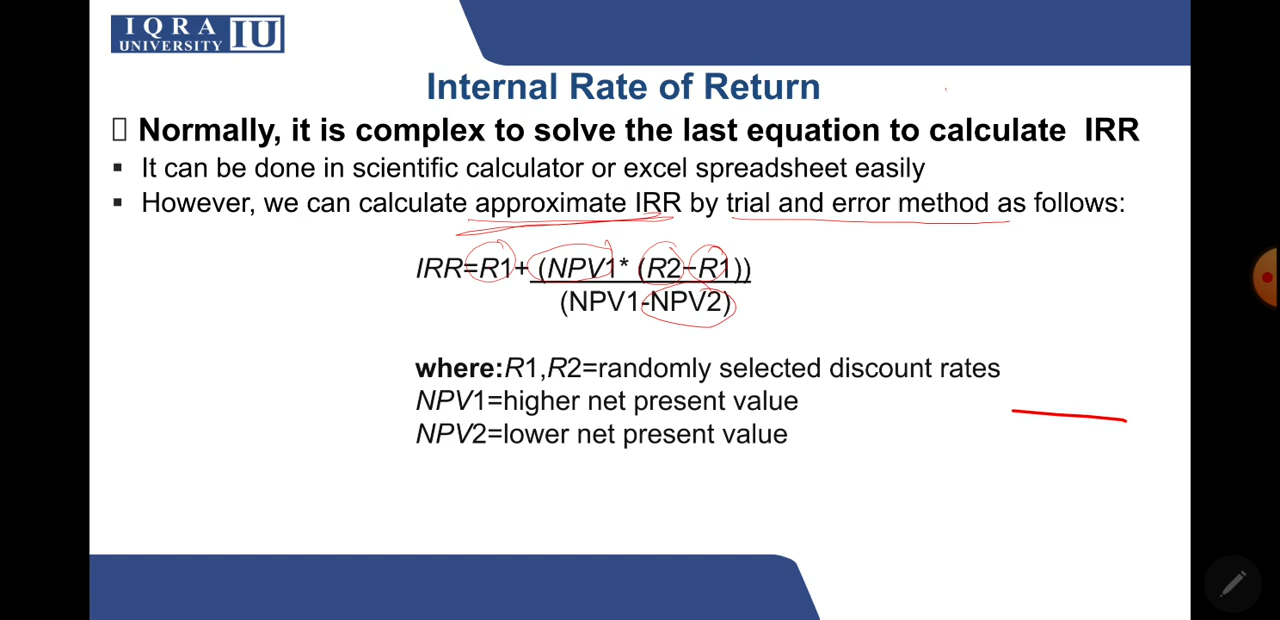 IQRA
UNIVERSITY IU
Internal Rate of Return
Normally, it is complex to solve the last equation to calculate IRR
▪ It can be done in scientific calculator or excel spreadsheet easily
▪ However, we can calculate approximate IRR by trial and error method as follows:
IRR=R1+ (NPV1* (R2−R1))
(NPV1-NPV2)
where:R1,R2=randomly selected discount rates
NPV1=higher net present value
NPV2=lower net present value